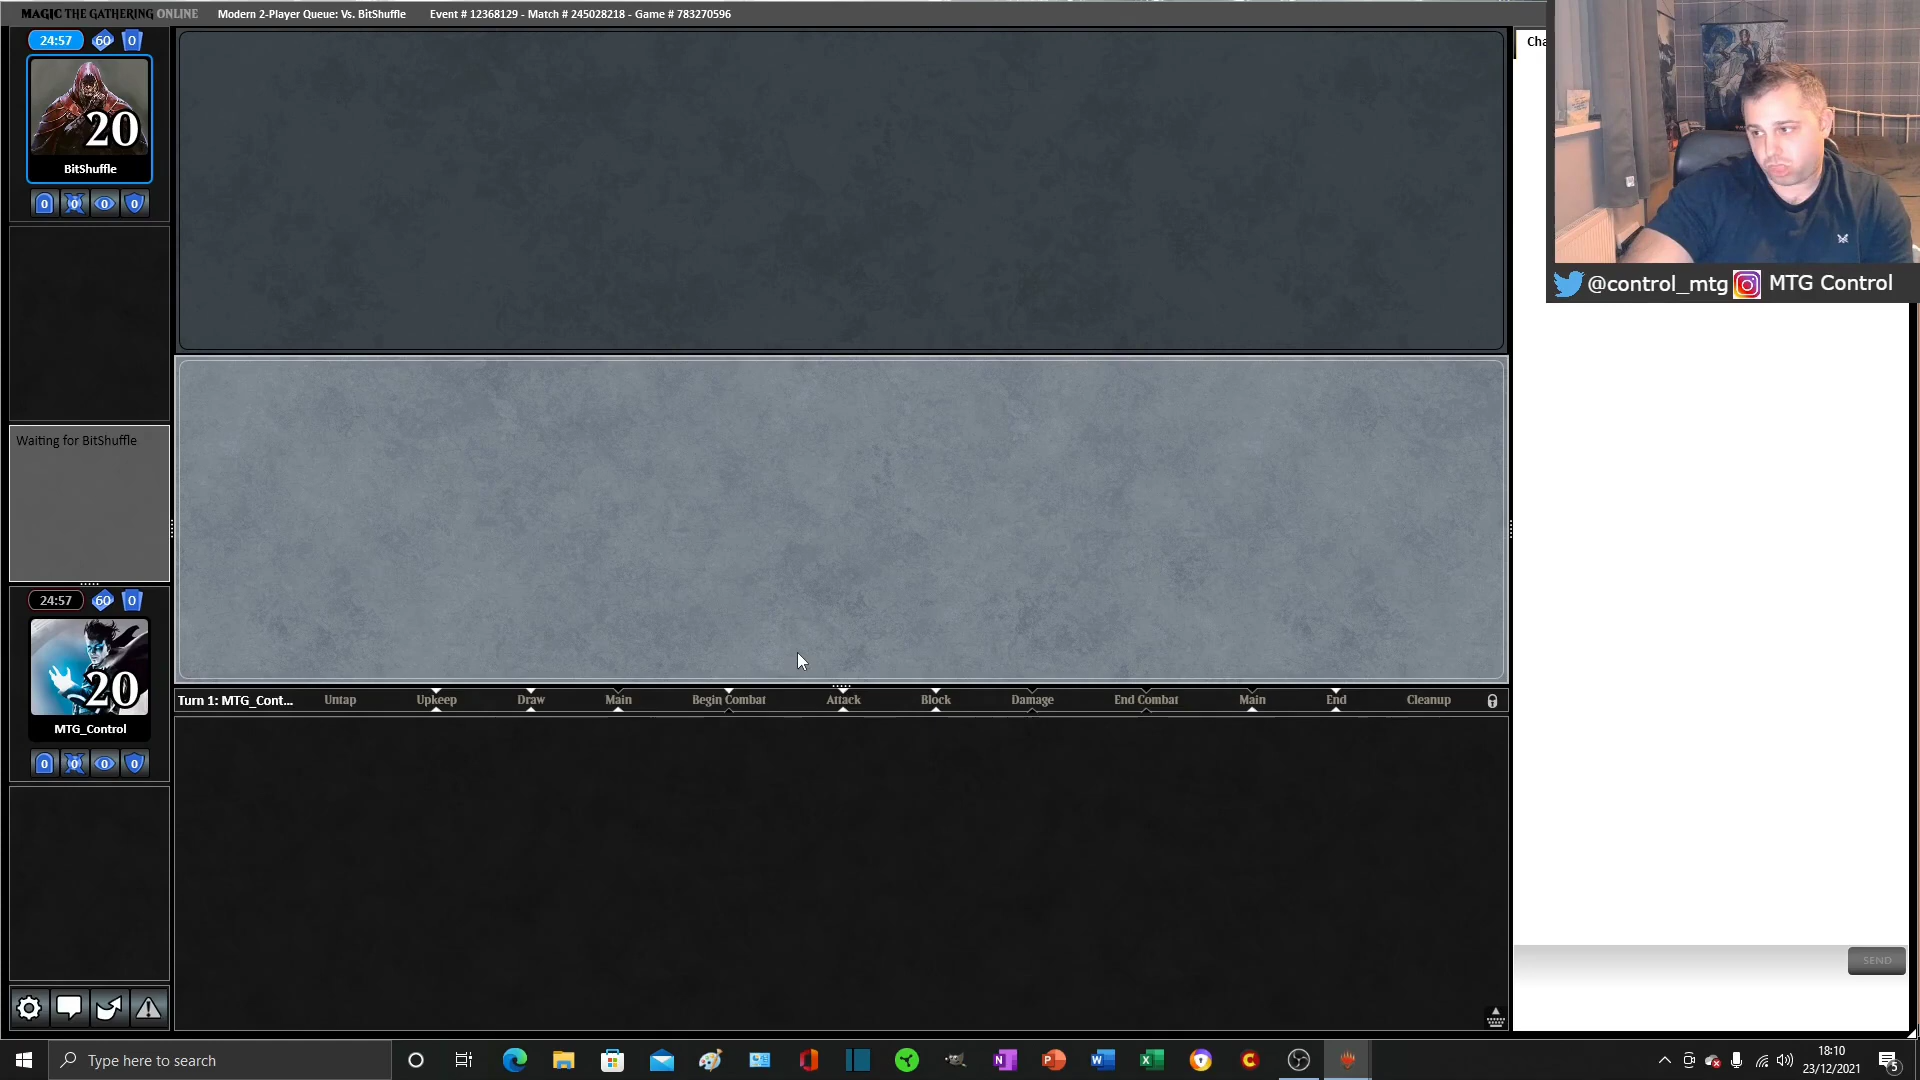 MAGIC THE GATHERING ONLINE
Modern 2-Player Queue: Vs. BitShuffle
Event # 12368129 - Match # 245028218 - Game # 783270596
24:57
60
0
20
BitShuffle
0
0
0
0
Waiting for BitShuffle
24:57
60
0
20
MTG_Control
0
0
0
0
Turn 1: MTG_Cont...
Untap
Upkeep
Draw
Main
Begin Combat
Attack
Block
Damage
End Combat
Main
End
Cleanup
Cha
@control_mtg
MTG Control
SEND
Type here to search
18:10
23/12/2021
5